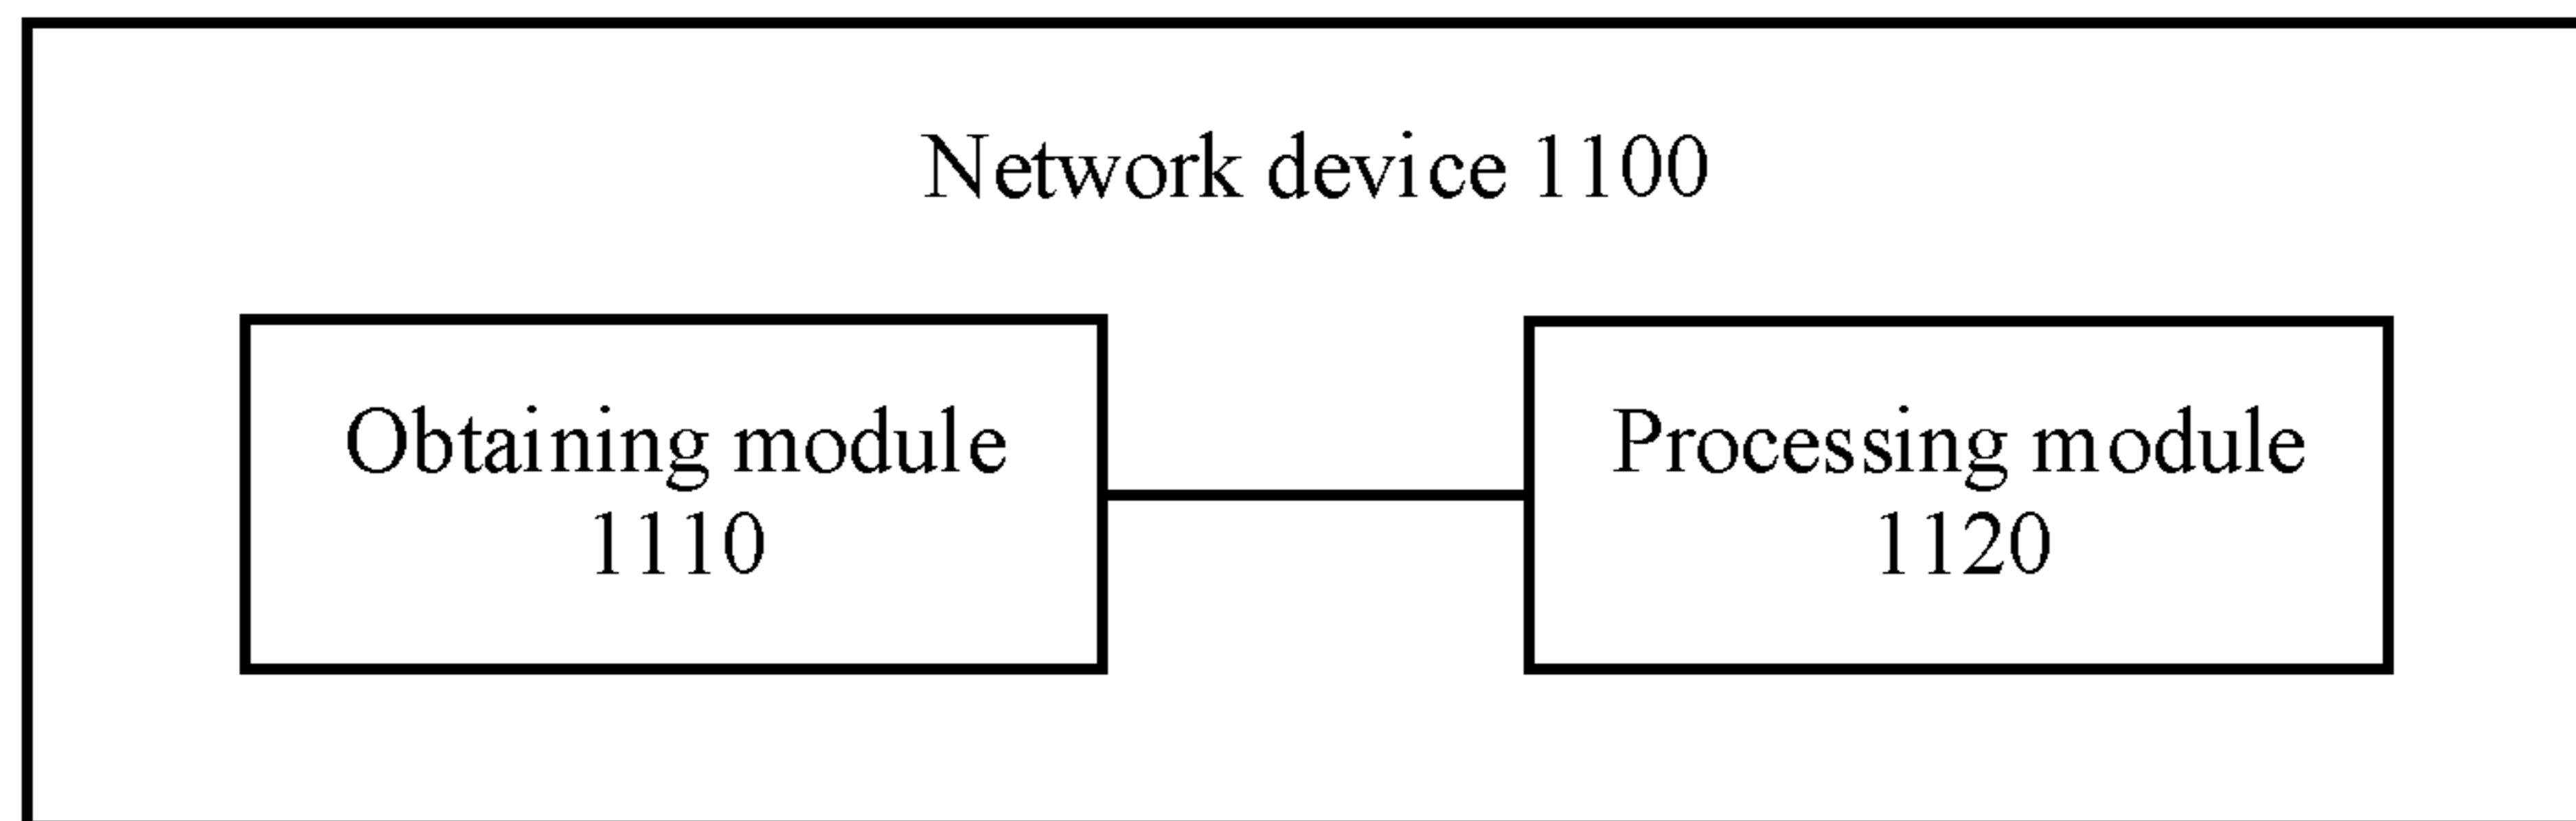 Network device 1100
Obtaining module
1110
Processing module
1120